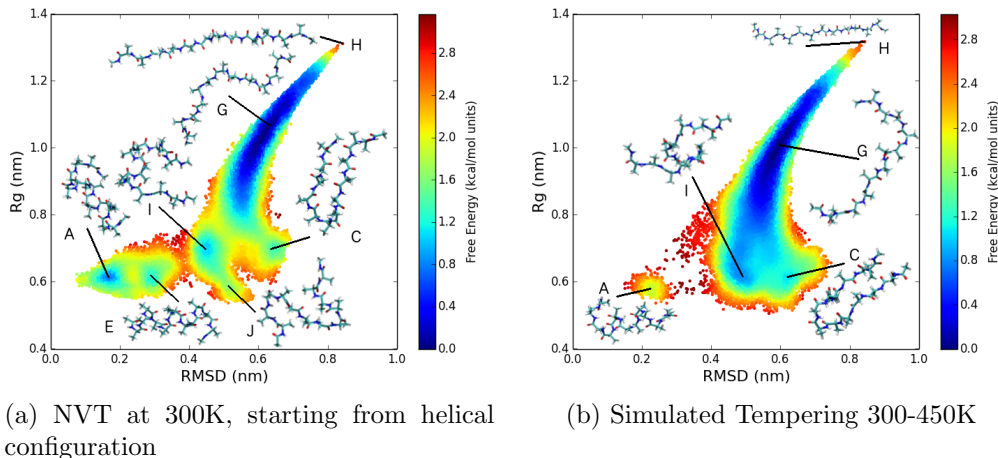 1.4
1.2
1.0
0.8
0.6
0.4
Rg (nm)
0.0
0.2
0.4
0.6
0.8
1.0
RMSD (nm)
H
G
I
A
C
E
J
2.8
2.4
2.0
1.6
1.2
0.8
0.4
0.0
Free Energy (kcal/mol units)
1.4
1.2
1.0
0.8
0.6
0.4
Rg (nm)
0.0
0.2
0.4
0.6
0.8
1.0
RMSD (nm)
H
G
I
C
A
2.8
2.4
2.0
1.6
1.2
0.8
0.4
0.0
Free Energy (kcal/mol units)
(a) NVT at 300K, starting from helical
configuration
(b) Simulated Tempering 300-450K